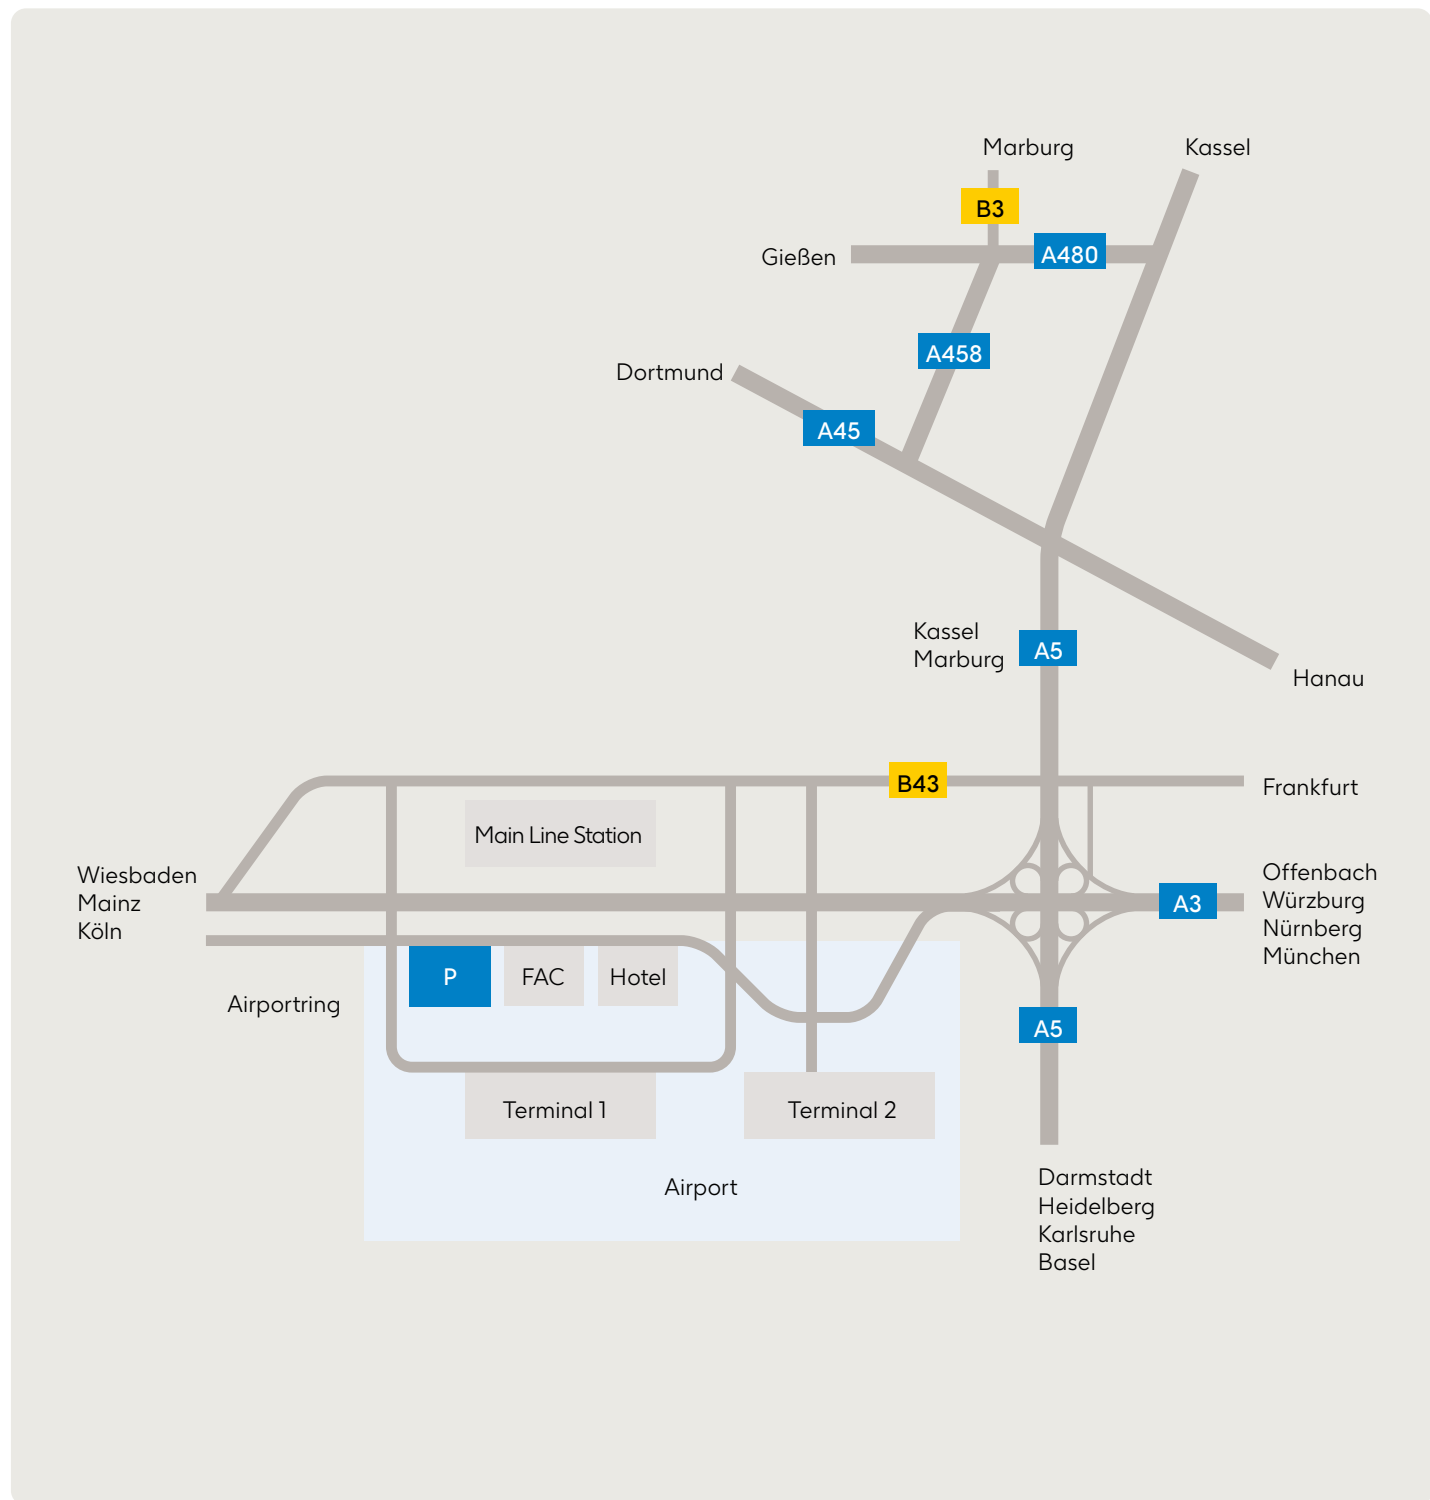 Marburg
Kassel
B3
Gießen
A480
A458
Dortmund
A45
Kassel
Marburg
A5
Hanau
B43
Frankfurt
Main Line Station
Wiesbaden
Mainz
Köln
A3
Offenbach
Würzburg
Nürnberg
München
P
FAC
Hotel
Airportring
A5
Terminal 1
Terminal 2
Airport
Darmstadt
Heidelberg
Karlsruhe
Basel